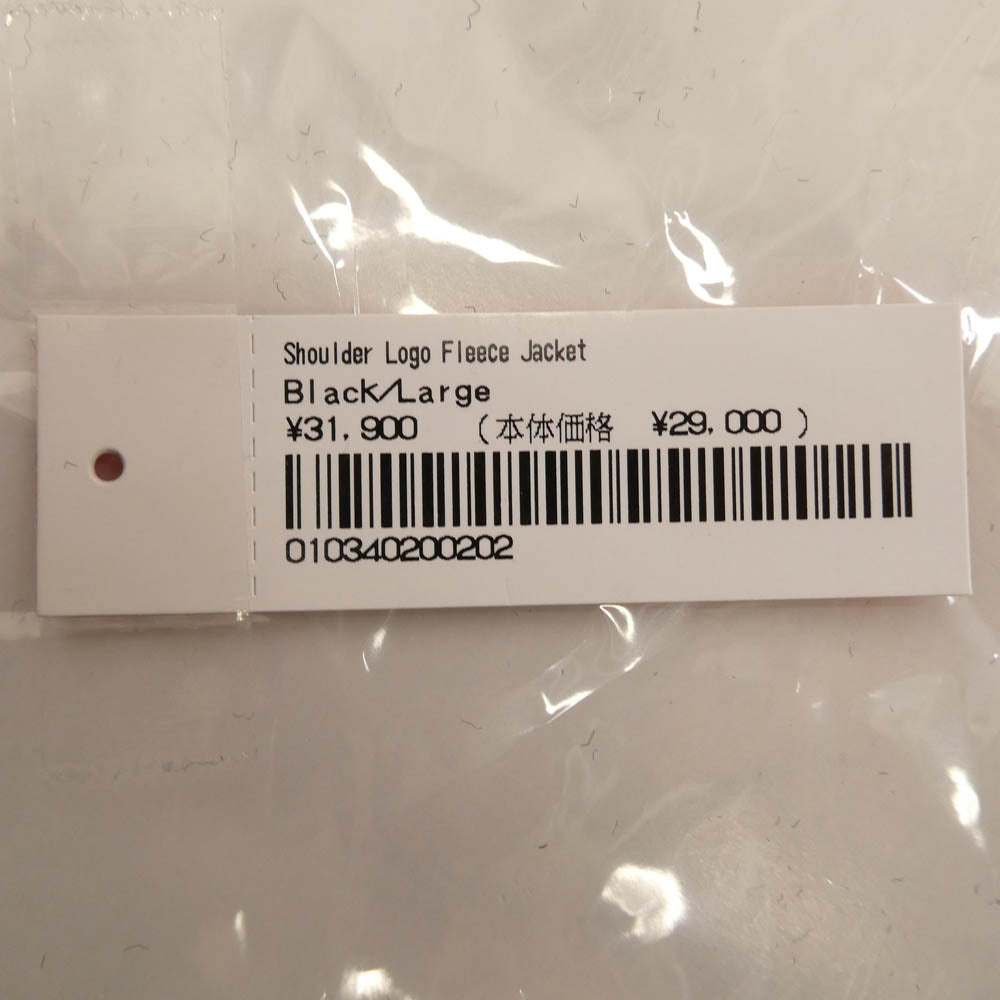 Shoulder Logo Fleece Jacket
Black/Large
¥31,900 (本体価格 ¥29,000)
010340200202